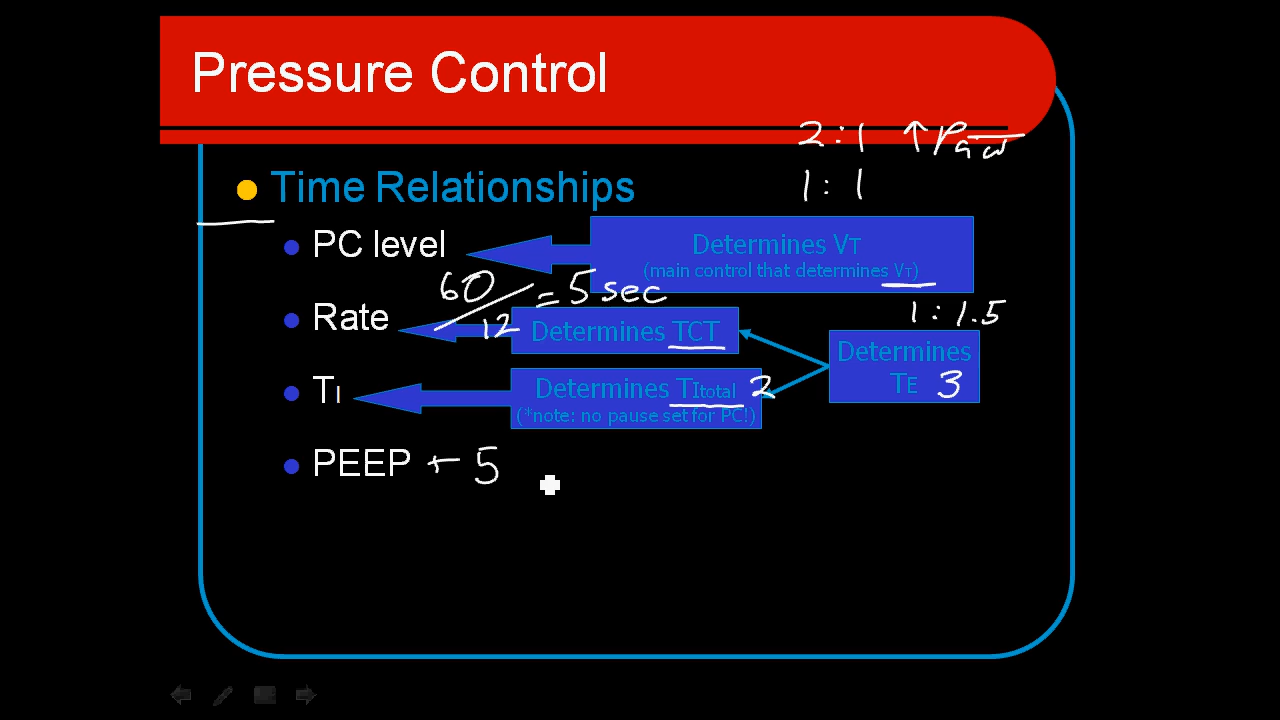 Pressure Control
2:1 ↑Paw
1:1
Time Relationships
PC level
Determines VT
(main control that determines VT)
60/12 = 5 sec
1:1.5
Rate
Determines TCT
Determines
TE 3
TI
Determines TItotal 2
(*note: no pause set for PC!)
PEEP + 5